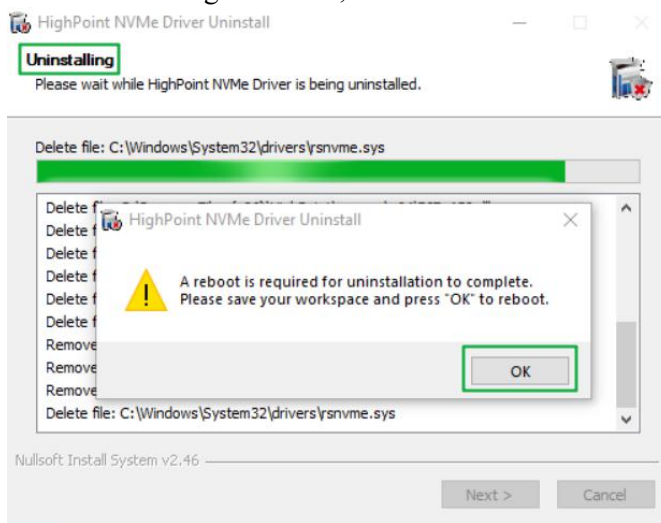 HighPoint NVMe Driver Uninstall
Uninstalling
Please wait while HighPoint NVMe Driver is being uninstalled.
Delete file: C:\Windows\System32\drivers\rsnvme.sys
Delete f
HighPoint NVMe Driver Uninstall
Delete f
Delete f
Delete f
A reboot is required for uninstallation to complete.
Delete f
Please save your workspace and press "OK" to reboot.
Delete f
Remove
Remove
OK
Remove
Delete file: C:\Windows\System32\drivers\rsnvme.sys
Nullsoft Install System v2.46
Next >
Cancel